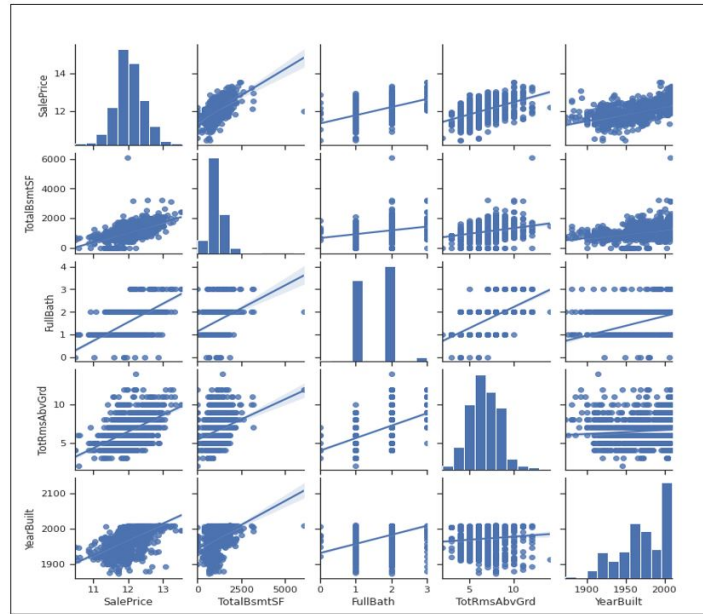 SalePrice
14
12
TotalBsmtSF
6000
4000
2000
0
FullBath
4
3
2
1
0
TotRmsAbvGrd
10
5
YearBuilt
2100
2000
1900
11 12 13
0 2500 5000
0 1 2 3
5 10
1900 1950 2000
SalePrice TotalBsmtSF FullBath TotRmsAbvGrd YearBuilt